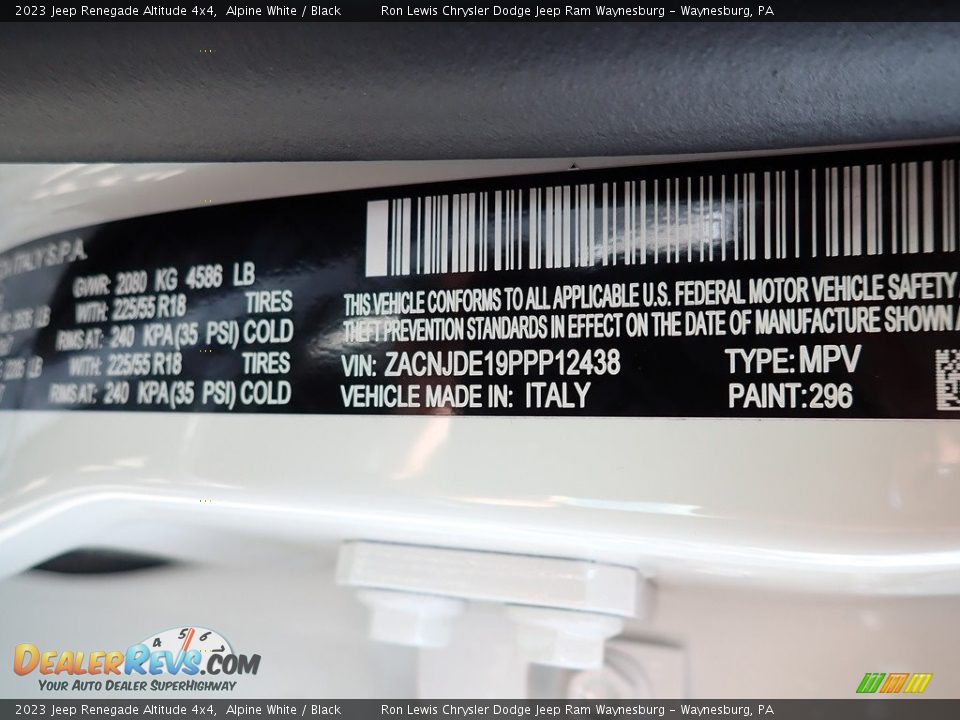 2023 Jeep Renegade Altitude 4x4, Alpine White / Black Ron Lewis Chrysler Dodge Jeep Ram Waynesburg - Waynesburg, PA
ITALY S.P.A.
GVWR: 2080 KG 4586 LB
WITH: 225/55 R18 TIRES
RIMS AT: 240 KPA(35 PSI) COLD
LB
WITH: 225/55 R18 TIRES
RIMS AT: 240 KPA(35 PSI) COLD
THIS VEHICLE CONFORMS TO ALL APPLICABLE U.S. FEDERAL MOTOR VEHICLE SAFETY
THEFT PREVENTION STANDARDS IN EFFECT ON THE DATE OF MANUFACTURE SHOWN
VIN: ZACNJDE19PPP12438 TYPE: MPV
VEHICLE MADE IN: ITALY PAINT: 296
4 5 6
DEALERREVS.COM
YOUR AUTO DEALER SUPERHIGHWAY
2023 Jeep Renegade Altitude 4x4, Alpine White / Black Ron Lewis Chrysler Dodge Jeep Ram Waynesburg - Waynesburg, PA